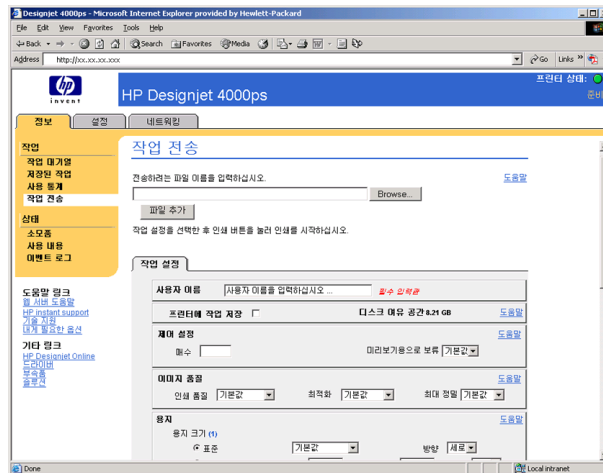 Designjet 4000ps - Microsoft Internet Explorer provided by Hewlett-Packard
File Edit View Favorites Tools Help
Back Search Favorites Media
Address http://xx.xx.xx.xxx Go Links »
hp
invent
HP Designjet 4000ps
프린터 상태:
정보 설정 네트워킹
작업
작업 대기열
저장된 작업
사용 통계
작업 전송
상태
소모품
사용 내용
이벤트 로그
도움말 링크
웹 서버 도움말
HP instant support
기술 지원
내게 필요한 옵션
기타 링크
HP Designjet Online
드라이버
부속품
솔루션
작업 전송
전송하려는 파일 이름을 입력하십시오. 도움말
Browse...
파일 추가
작업 설정을 선택한 후 인쇄 버튼을 눌러 인쇄를 시작하십시오.
작업 설정
사용자 이름 사용자 이름을 입력하십시오 ... 필수 입력란
프린터에 작업 저장 디스크 여유 공간 8.21 GB 도움말
제어 설정 도움말
매수 미리보기용으로 보류 기본값
이미지 품질 도움말
인쇄 품질 기본값 최적화 기본값 최대 정밀 기본값
용지 도움말
용지 크기 (1)
표준 기본값 방향 세로
Done Local intranet